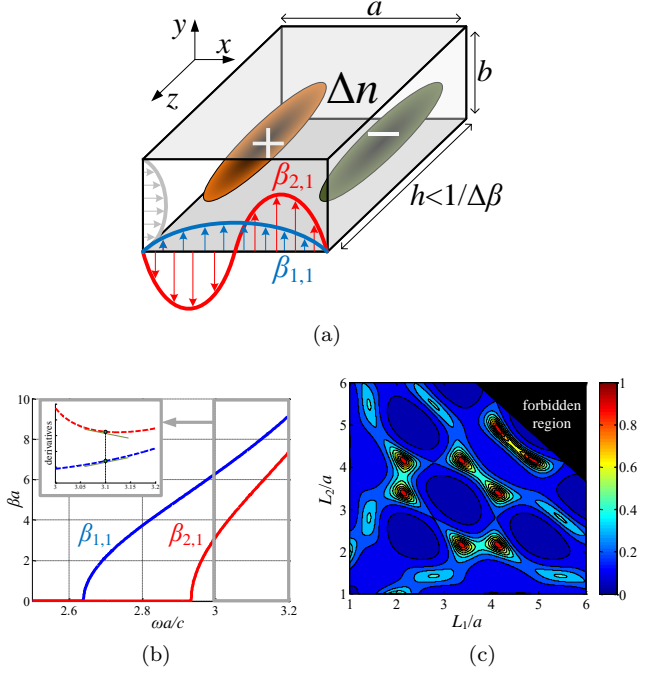 a
y
x
z
b
Δn
+
−
β2,1
β1,1
h<1/Δβ
(a)
10
8
6
4
2
0
βa
derivatives
3
3.05
3.1
3.15
3.2
β1,1
β2,1
2.6
2.8
3
3.2
ωa/c
(b)
6
5
4
3
2
1
L2/a
forbidden
region
1
2
3
4
5
6
L1/a
1
0.8
0.6
0.4
0.2
0
(c)